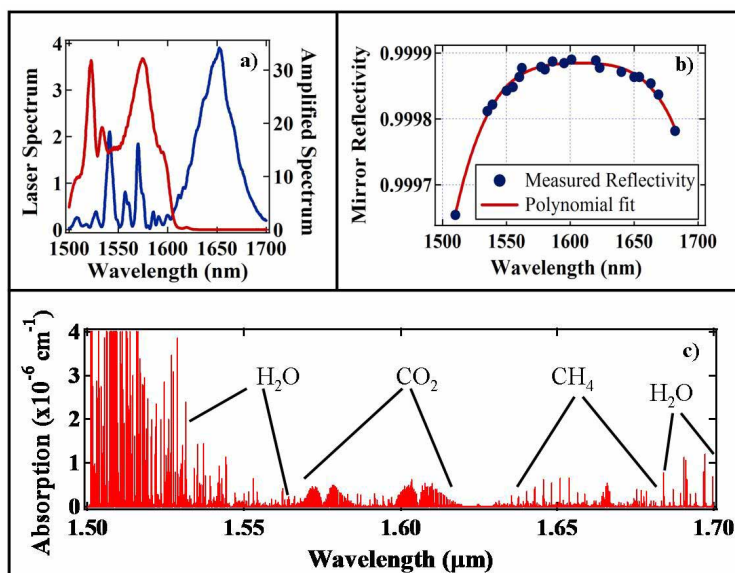 a)
Laser Spectrum
4
3
2
1
0
Amplified Spectrum
30
20
10
0
1500 1550 1600 1650 1700
Wavelength (nm)
b)
Mirror Reflectivity
0.9999
0.9998
0.9997
Measured Reflectivity
Polynomial fit
1500 1550 1600 1650 1700
Wavelength (nm)
c)
Absorption (x10⁻⁶ cm⁻¹)
4
3
2
1
0
H₂O CO₂ CH₄ H₂O
1.50 1.55 1.60 1.65 1.70
Wavelength (μm)